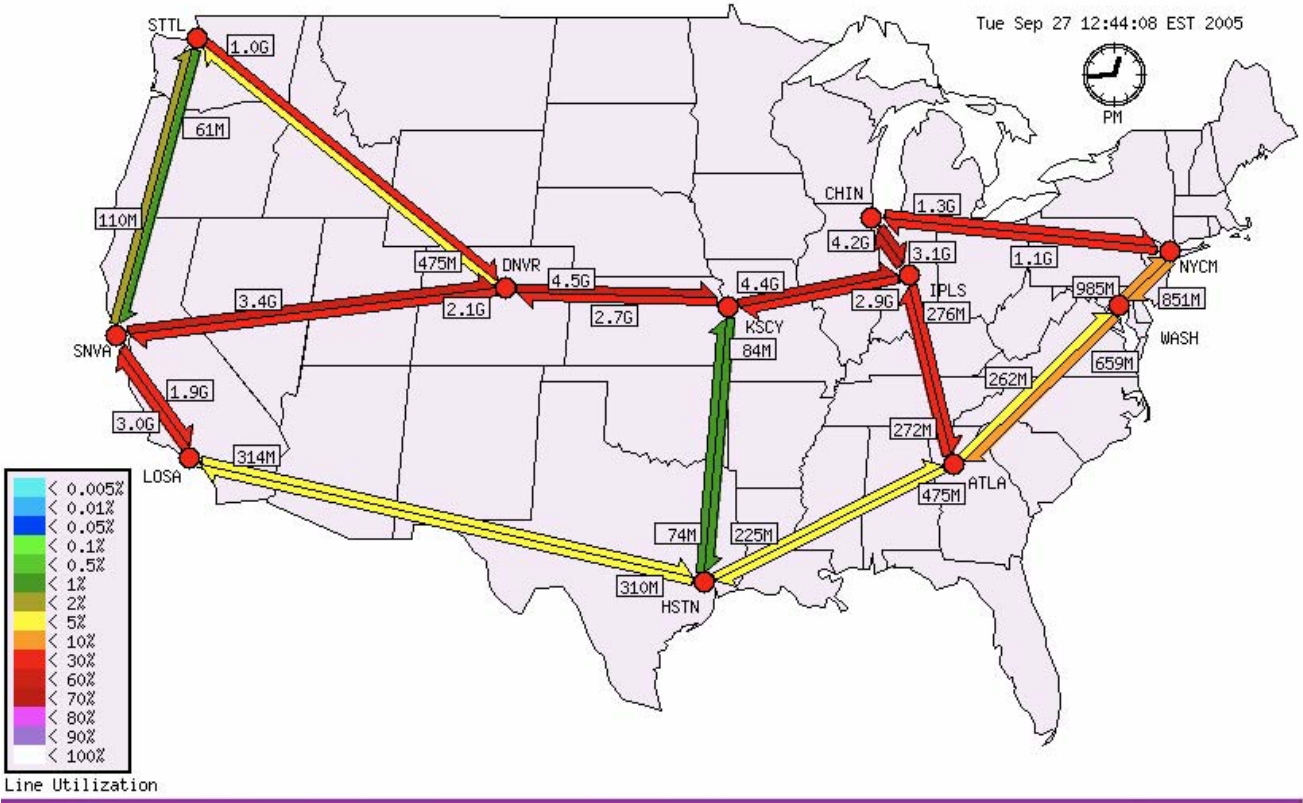 Tue Sep 27 12:44:08 EST 2005
PM
STTL
1.0G
61M
110M
CHIN
1.3G
4.2G
3.1G
1.1G
NYCM
475M
DNVR
4.5G
4.4G
IPLS
985M
851M
3.4G
2.1G
2.7G
2.9G
276M
KSCY
84M
SNVA
WASH
659M
262M
1.9G
3.0G
272M
314M
LOSA
ATLA
475M
74M
225M
310M
HSTN
< 0.005%
< 0.01%
< 0.05%
< 0.1%
< 0.5%
< 1%
< 2%
< 5%
< 10%
< 30%
< 60%
< 70%
< 80%
< 90%
< 100%
Line Utilization